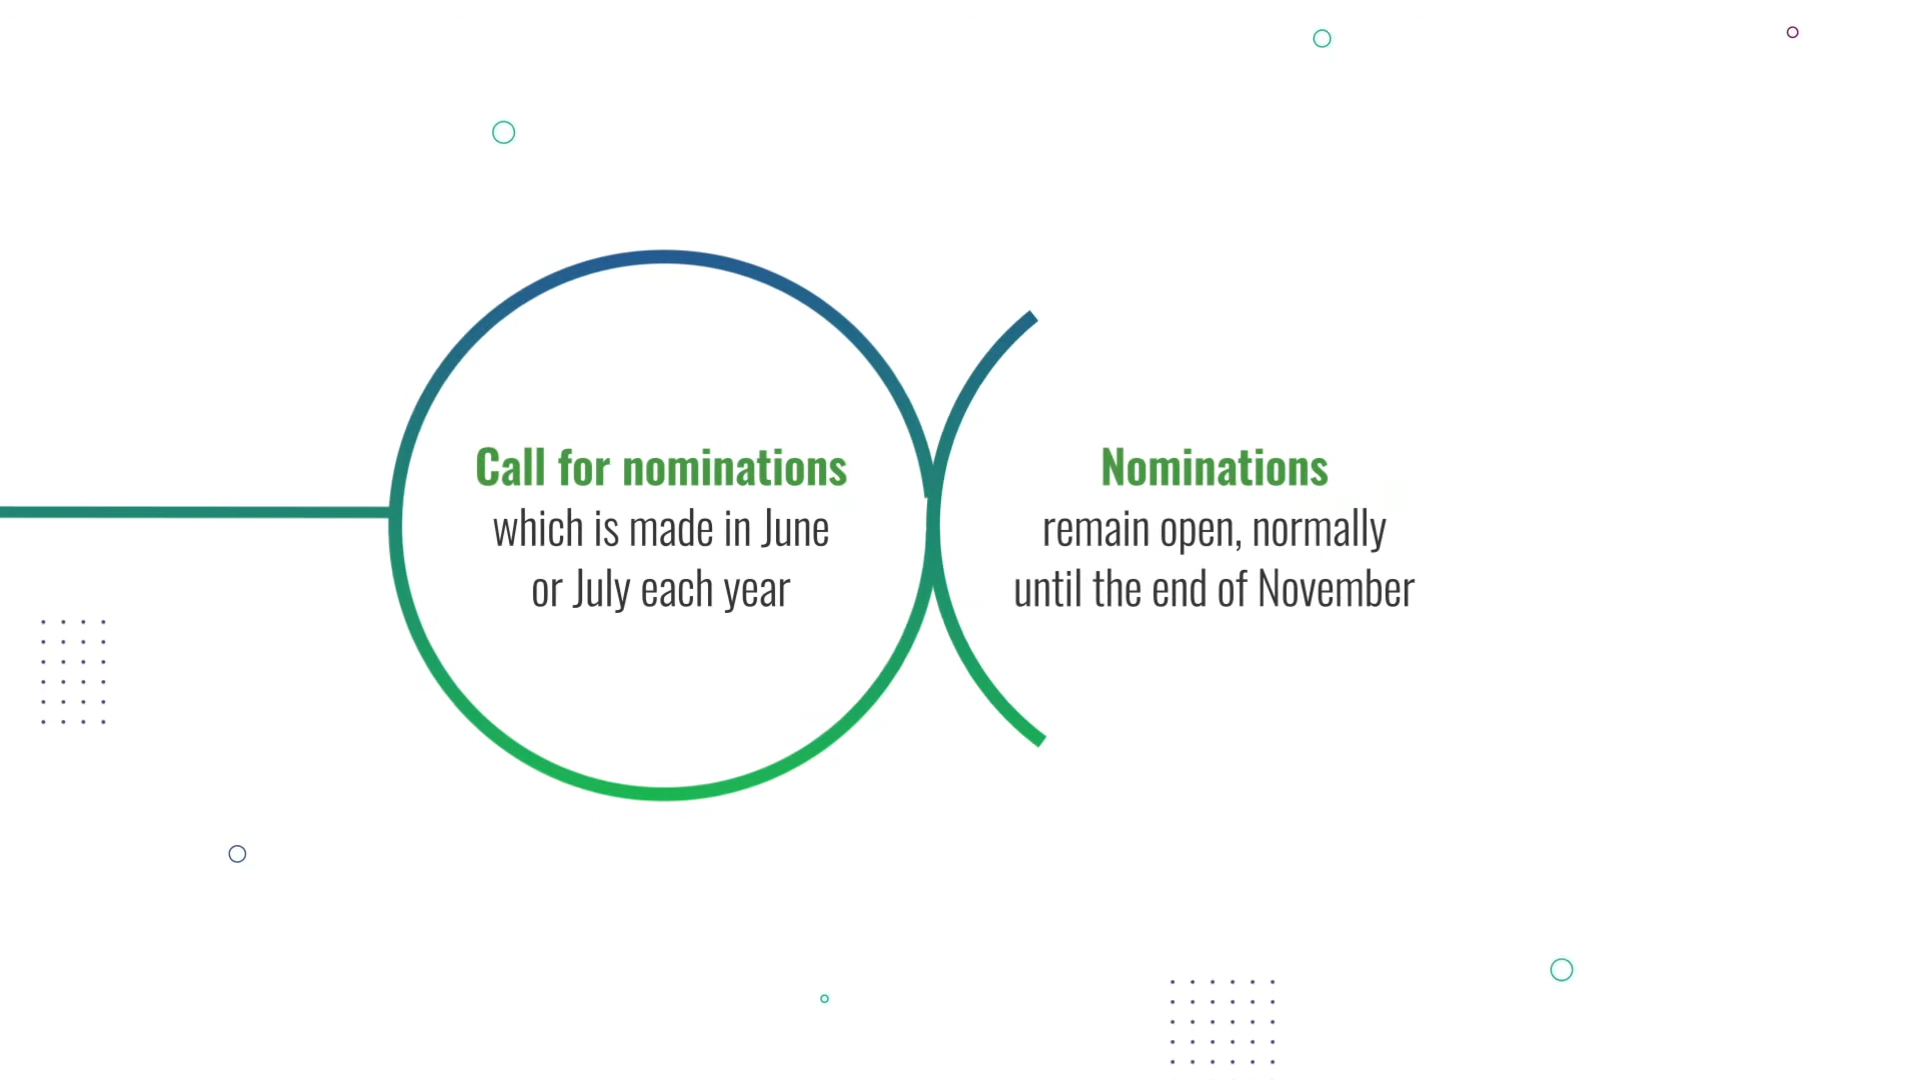 Call for nominations
which is made in June
or July each year
Nominations
remain open, normally
until the end of November